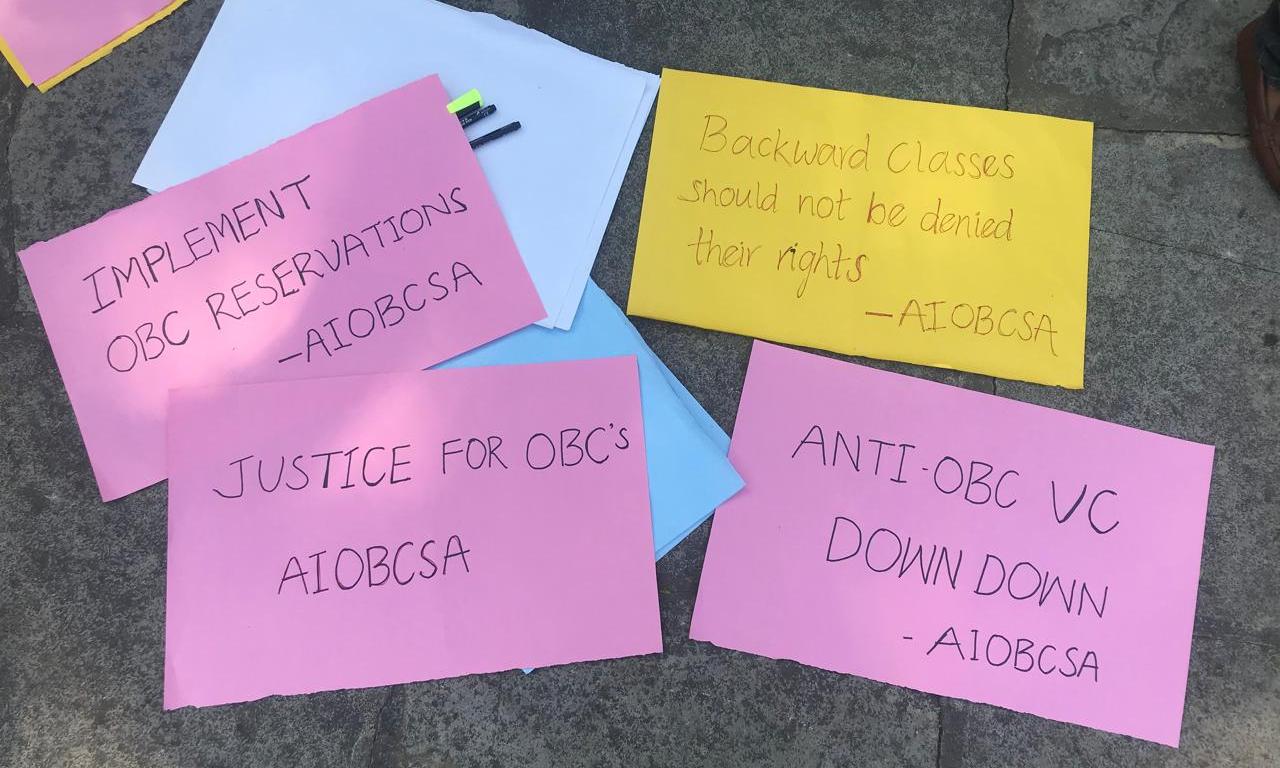 IMPLEMENT
OBC RESERVATIONS
-AIOBCSA
Backward Classes
should not be denied
their rights
-AIOBCSA
JUSTICE FOR OBC's
AIOBCSA
ANTI-OBC VC
DOWN DOWN
- AIOBCSA